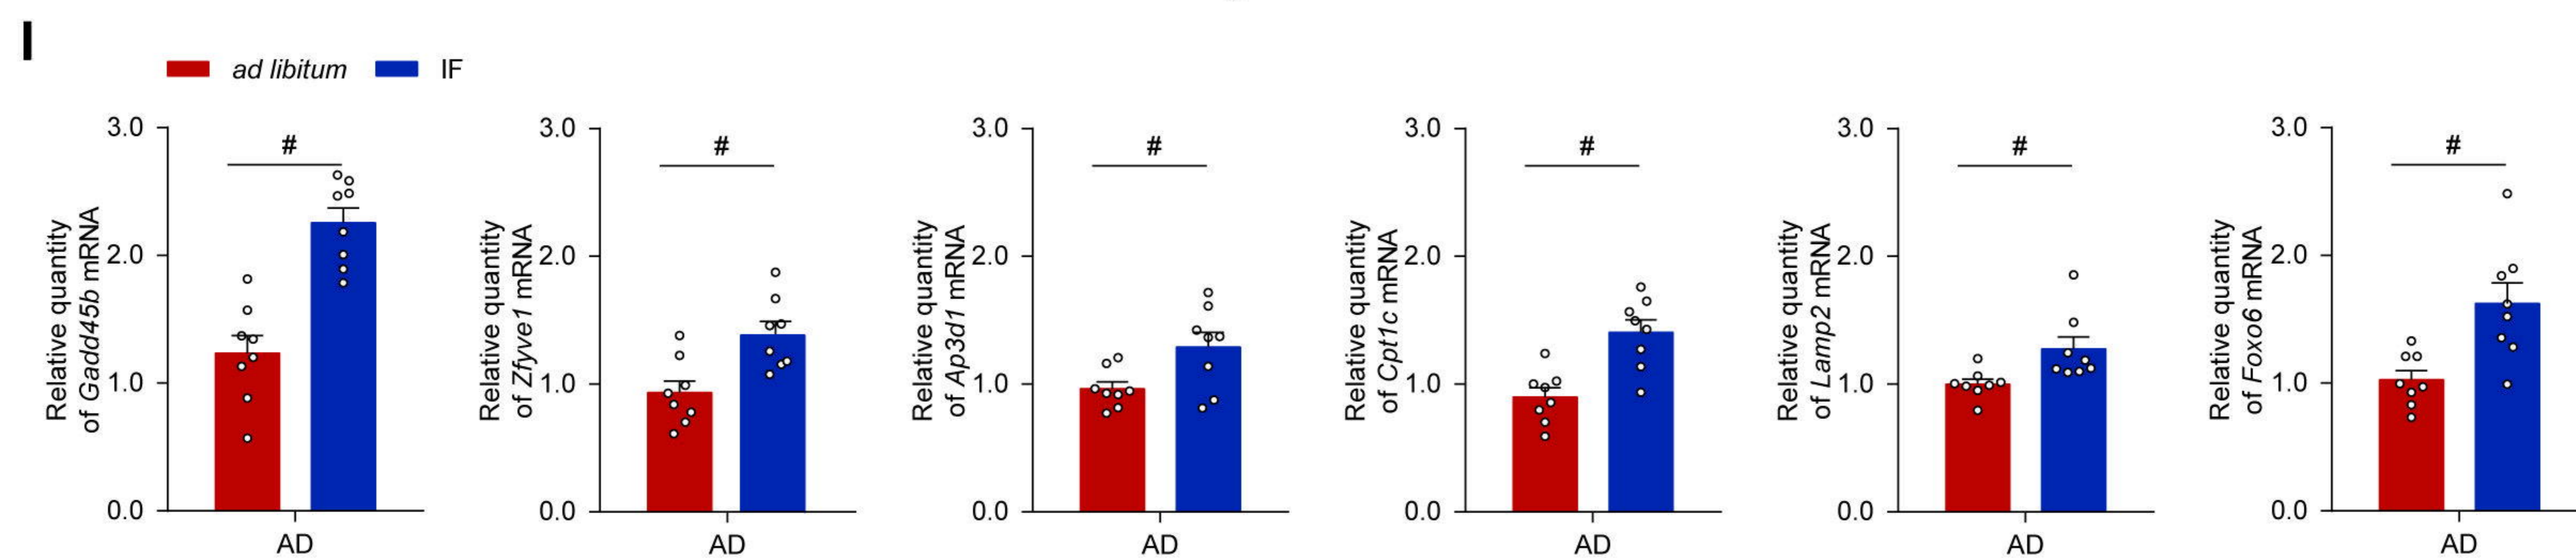 I
ad libitum IF
Relative quantity
of Gadd45b mRNA
3.0
2.0
1.0
0.0
#
AD
Relative quantity
of Zfyve1 mRNA
3.0
2.0
1.0
0.0
#
AD
Relative quantity
of Ap3d1 mRNA
3.0
2.0
1.0
0.0
#
AD
Relative quantity
of Cpt1c mRNA
3.0
2.0
1.0
0.0
#
AD
Relative quantity
of Lamp2 mRNA
3.0
2.0
1.0
0.0
#
AD
Relative quantity
of Foxo6 mRNA
3.0
2.0
1.0
0.0
#
AD